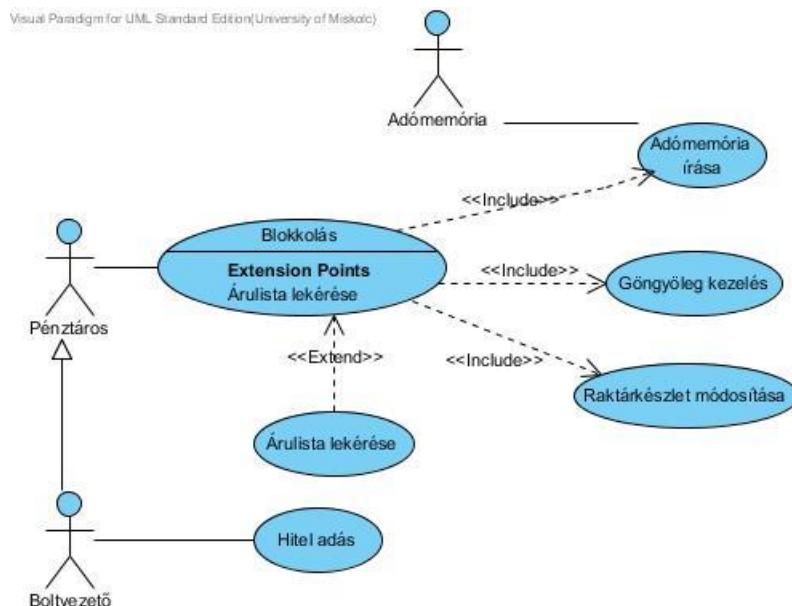 Visual Paradigm for UML Standard Edition(University of Miskolc)
Adómemória
Adómemória
írása
<<Include>>
Blokkolás
Extension Points
Árulista lekérése
<<Include>>
Göngyöleg kezelés
Pénztáros
<<Extend>>
<<Include>>
Raktárkészlet módosítása
Árulista lekérése
Hitel adás
Boltvezető